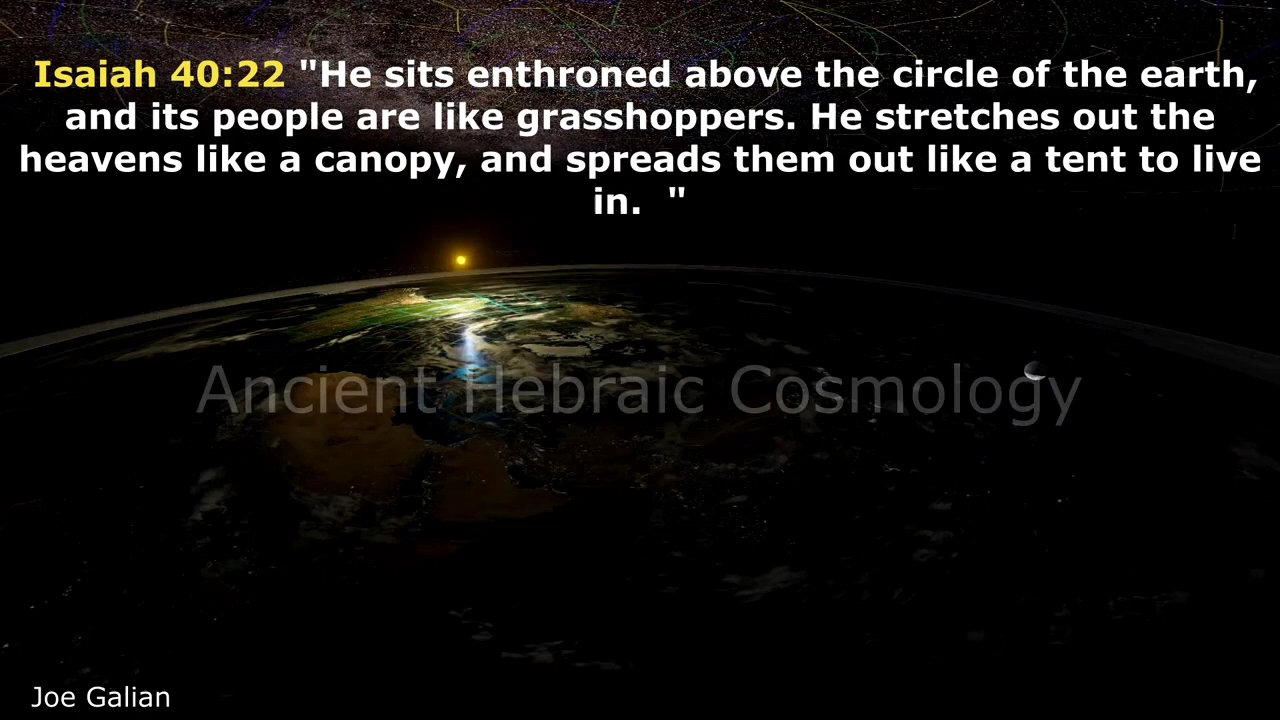 Isaiah 40:22 "He sits enthroned above the circle of the earth,
and its people are like grasshoppers. He stretches out the
heavens like a canopy, and spreads them out like a tent to live
in.  "
Ancient Hebraic Cosmology
Joe Galian